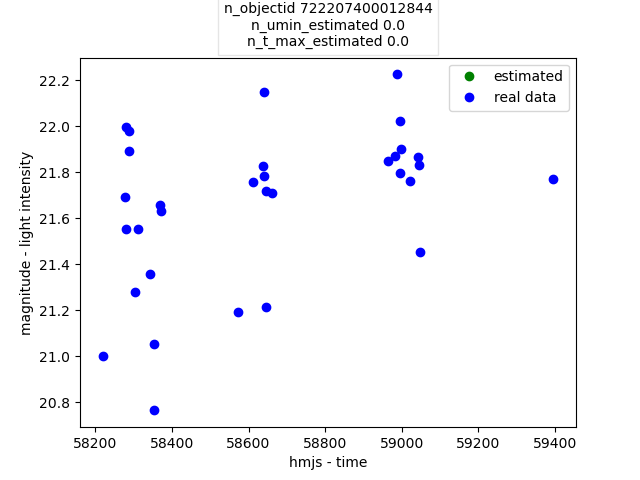 n_objectid 722207400012844
n_umin_estimated 0.0
n_t_max_estimated 0.0
estimated
real data
22.2
22.0
21.8
21.6
21.4
21.2
21.0
20.8
magnitude - light intensity
58200 58400 58600 58800 59000 59200 59400
hmjs - time